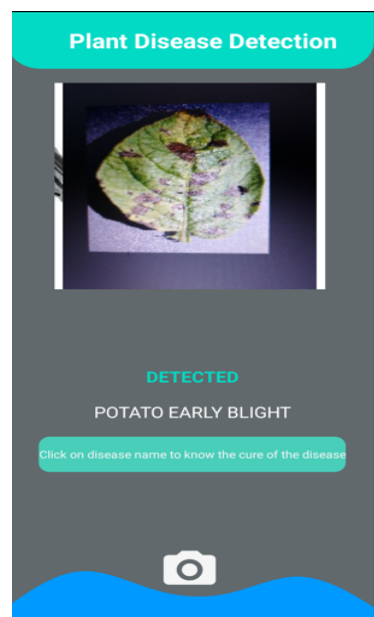 Plant Disease Detection
DETECTED
POTATO EARLY BLIGHT
Click on disease name to know the cure of the disease